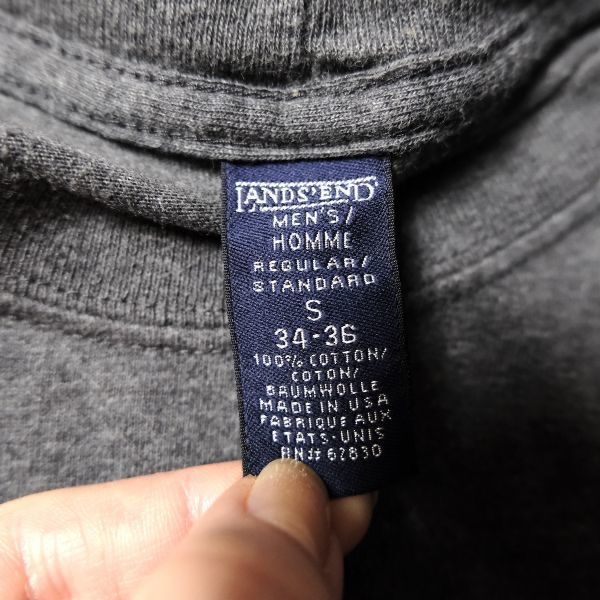 LANDS'END
MEN'S/
HOMME
REGULAR/
STANDARD
S
34-36
100% COTTON/
COTON/
BAUMWOLLE
MADE IN USA
FABRIQUE AUX
ETATS-UNIS
RN# 62830